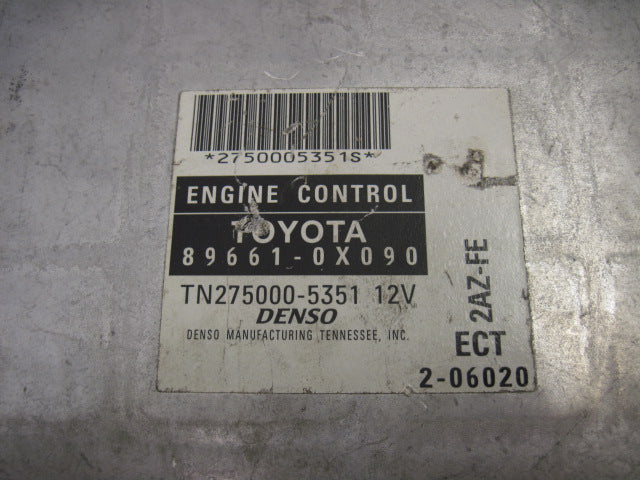 *2750005351S*
ENGINE CONTROL
TOYOTA
89661-0X090
TN275000-5351 12V
DENSO
DENSO MANUFACTURING TENNESSEE, INC.
2AZ-FE
ECT
2-06020